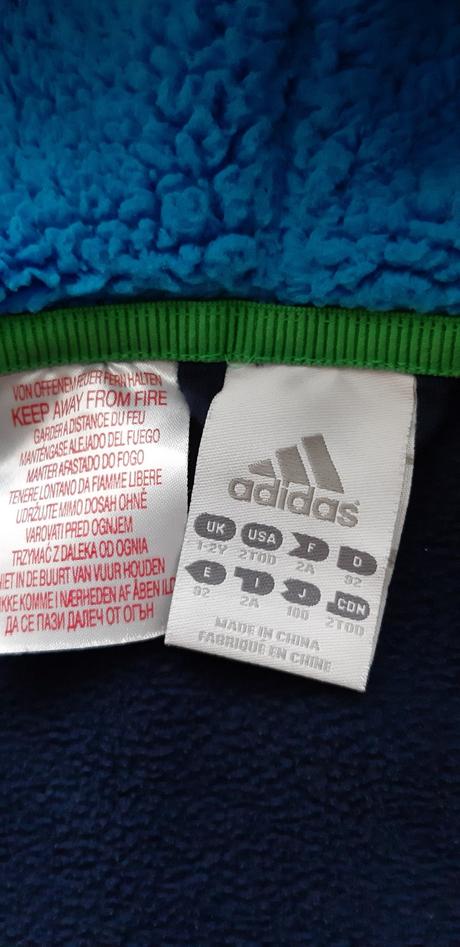 VON OFFENEM FEUER FERN HALTEN
KEEP AWAY FROM FIRE
GARDER A DISTANCE DU FEU
MANTÉNGASE ALEJADO DEL FUEGO
MANTER AFASTADO DO FOGO
TENERE LONTANO DA FIAMME LIBERE
UDRŽUJTE MIMO DOSAH OHNĚ
VAROVATI PRED OGNJEM
TRZYMAĆ Z DALEKA OD OGNIA
NIET IN DE BUURT VAN VUUR HOUDEN
IKKE KOMME I NÆRHEDEN AF ÅBEN ILD
ДА СЕ ПАЗИ ДАЛЕЧ ОТ ОГЪН
adidas
UK USA F D
1-2Y 2TOD 2A 92
E I J CDN
92 2A 100 2TOD
MADE IN CHINA
FABRIQUÉ EN CHINE